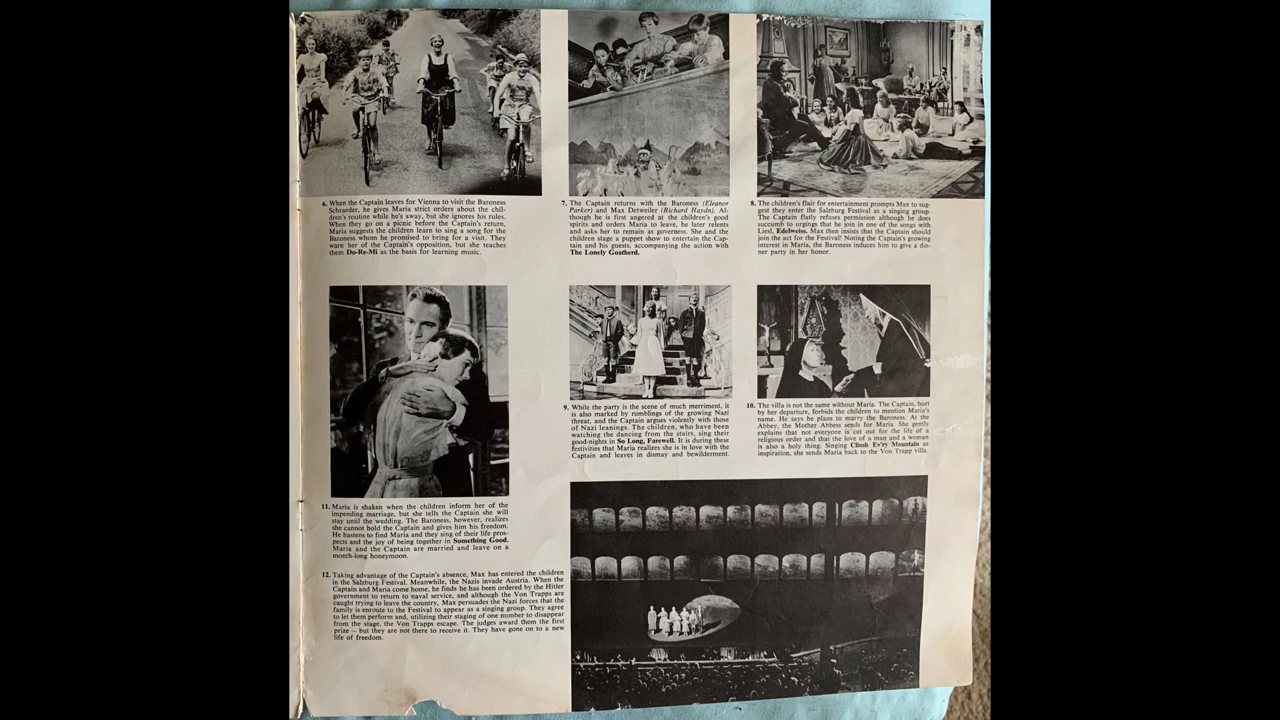 6. When the Captain leaves for Vienna to visit the Baroness
Schraeder, he gives Maria strict orders about the chil-
dren's routine while he's away, but she ignores his rules.
When they go on a picnic before the Captain's return,
Maria suggests the children learn to sing a song for the
Baroness whom he promised to bring for a visit. They
warn her of the Captain's opposition, but she teaches
them Do-Re-Mi as the basis for learning music.
7. The Captain returns with the Baroness (Eleanor
Parker) and Max Detweiler (Richard Haydn). Al-
though he is first angered at the children's good
spirits and orders Maria to leave, he later relents
and asks her to remain as governess. She and the
children stage a puppet show to entertain the Cap-
tain and his guests, accompanying the action with
The Lonely Goatherd.
8. The children's flair for entertainment prompts Max to sug-
gest they enter the Salzburg Festival as a singing group.
The Captain flatly refuses permission although he does
succumb to urgings that he join in one of the songs with
Liesl, Edelweiss. Max then insists that the Captain should
join the act for the Festival! Noting the Captain's growing
interest in Maria, the Baroness induces him to give a din-
ner party in her honor.
9. While the party is the scene of much merriment, it
is also marked by rumblings of the growing Nazi
threat, and the Captain argues violently with those
of Nazi leanings. The children, who have been
watching the dancing from the stairs, sing their
good-nights in So Long, Farewell. It is during these
festivities that Maria realizes she is in love with the
Captain and leaves in dismay and bewilderment.
10. The villa is not the same without Maria. The Captain, hurt
by her departure, forbids the children to mention Maria's
name. He says he plans to marry the Baroness. At the
Abbey, the Mother Abbess sends for Maria. She gently
explains that not everyone is cut out for the life of a
religious order and that the love of a man and a woman
is also a holy thing. Singing Climb Ev'ry Mountain as
inspiration, she sends Maria back to the Von Trapp villa.
11. Maria is shaken when the children inform her of the
impending marriage, but she tells the Captain she will
stay until the wedding. The Baroness, however, realizes
she cannot hold the Captain and gives him his freedom.
He hastens to find Maria and they sing of their life pros-
pects and the joy of being together in Something Good.
Maria and the Captain are married and leave on a
month-long honeymoon.
12. Taking advantage of the Captain's absence, Max has entered the children
in the Salzburg Festival. Meanwhile, the Nazis invade Austria. When the
Captain and Maria come home, he finds he has been ordered by the Hitler
government to return to naval service, and although the Von Trapps are
caught trying to leave the country, Max persuades the Nazi forces that the
family is enroute to the Festival to appear as a singing group. They agree
to let them perform and, utilizing their staging of one number to disappear
from the stage, the Von Trapps escape. The judges award them the first
prize — but they are not there to receive it. They have gone on to a new
life of freedom.